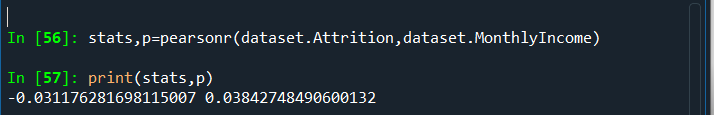 In [56]: stats,p=pearsonr(dataset.Attrition,dataset.MonthlyIncome)
In [57]: print(stats,p)
-0.031176281698115007 0.03842748490600132